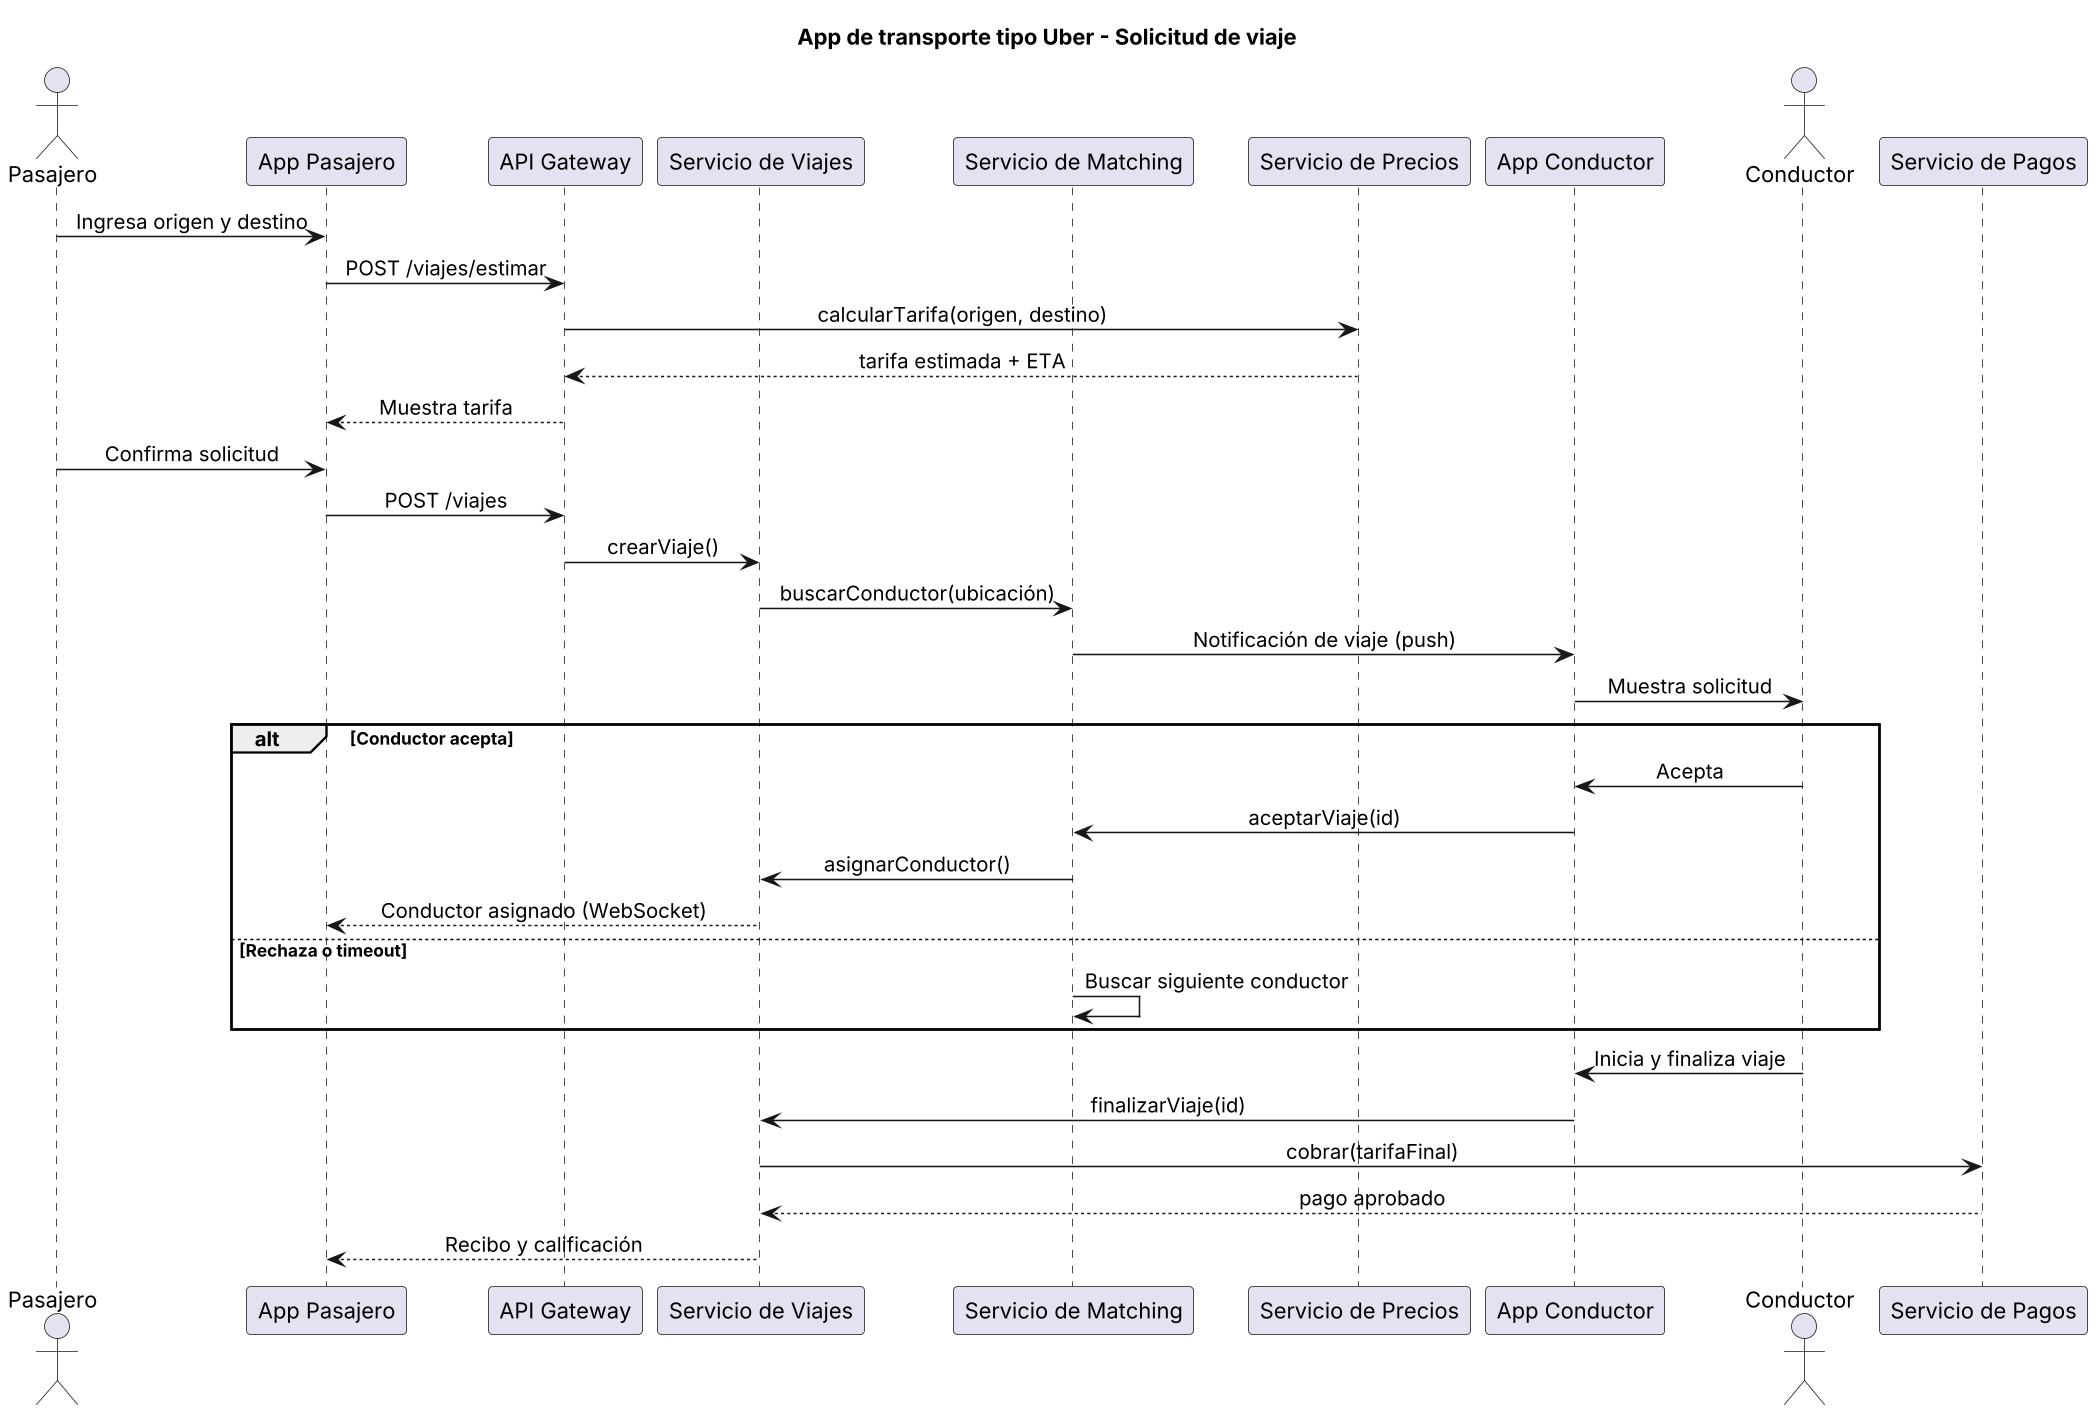 App de transporte tipo Uber - Solicitud de viaje
Pasajero
App Pasajero
API Gateway
Servicio de Viajes
Servicio de Matching
Servicio de Precios
App Conductor
Conductor
Servicio de Pagos
Ingresa origen y destino
POST /viajes/estimar
calcularTarifa(origen, destino)
tarifa estimada + ETA
Muestra tarifa
Confirma solicitud
POST /viajes
crearViaje()
buscarConductor(ubicación)
Notificación de viaje (push)
Muestra solicitud
alt
[Conductor acepta]
Acepta
aceptarViaje(id)
asignarConductor()
Conductor asignado (WebSocket)
[Rechaza o timeout]
Buscar siguiente conductor
Inicia y finaliza viaje
finalizarViaje(id)
cobrar(tarifaFinal)
pago aprobado
Recibo y calificación
Pasajero
App Pasajero
API Gateway
Servicio de Viajes
Servicio de Matching
Servicio de Precios
App Conductor
Conductor
Servicio de Pagos